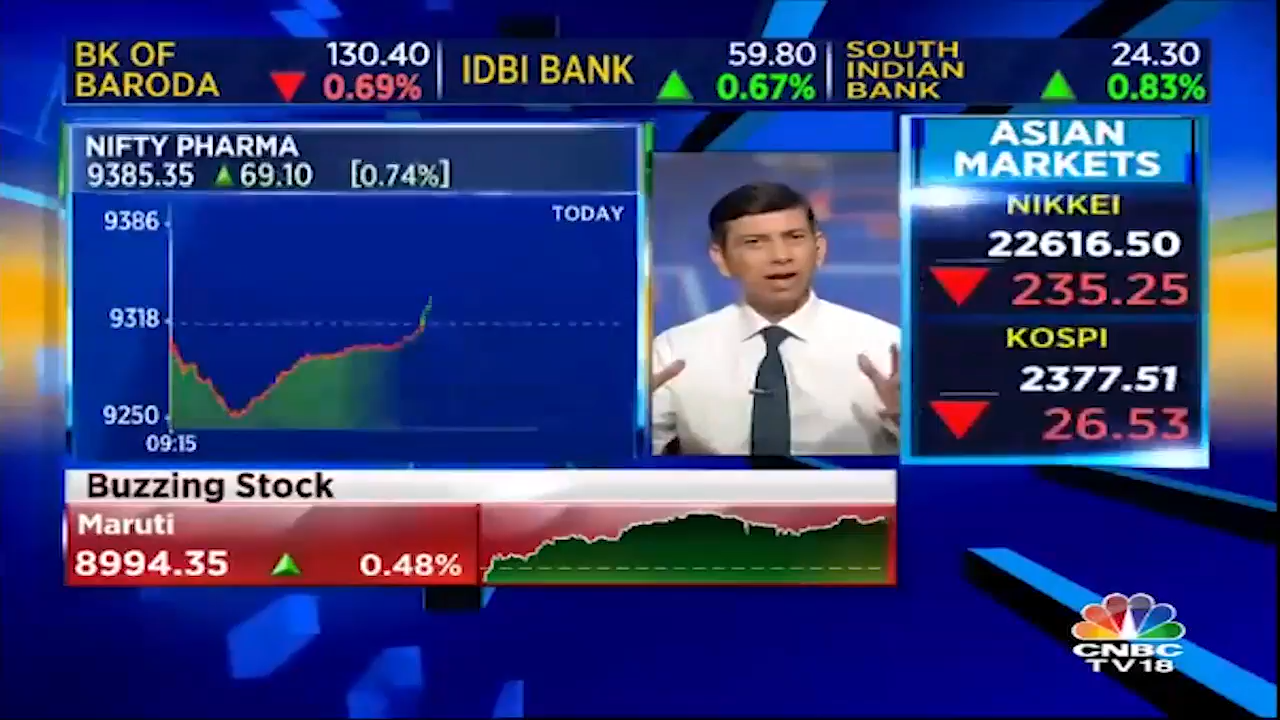 BK OF
BARODA
130.40
▼ 0.69%
IDBI BANK
59.80
▲ 0.67%
SOUTH
INDIAN
BANK
24.30
▲ 0.83%
NIFTY PHARMA
9385.35 ▲ 69.10 [0.74%]
TODAY
9386
9318
9250
09:15
ASIAN
MARKETS
NIKKEI
22616.50
▼ 235.25
KOSPI
2377.51
▼ 26.53
Buzzing Stock
Maruti
8994.35 ▲ 0.48%
CNBC
TV18